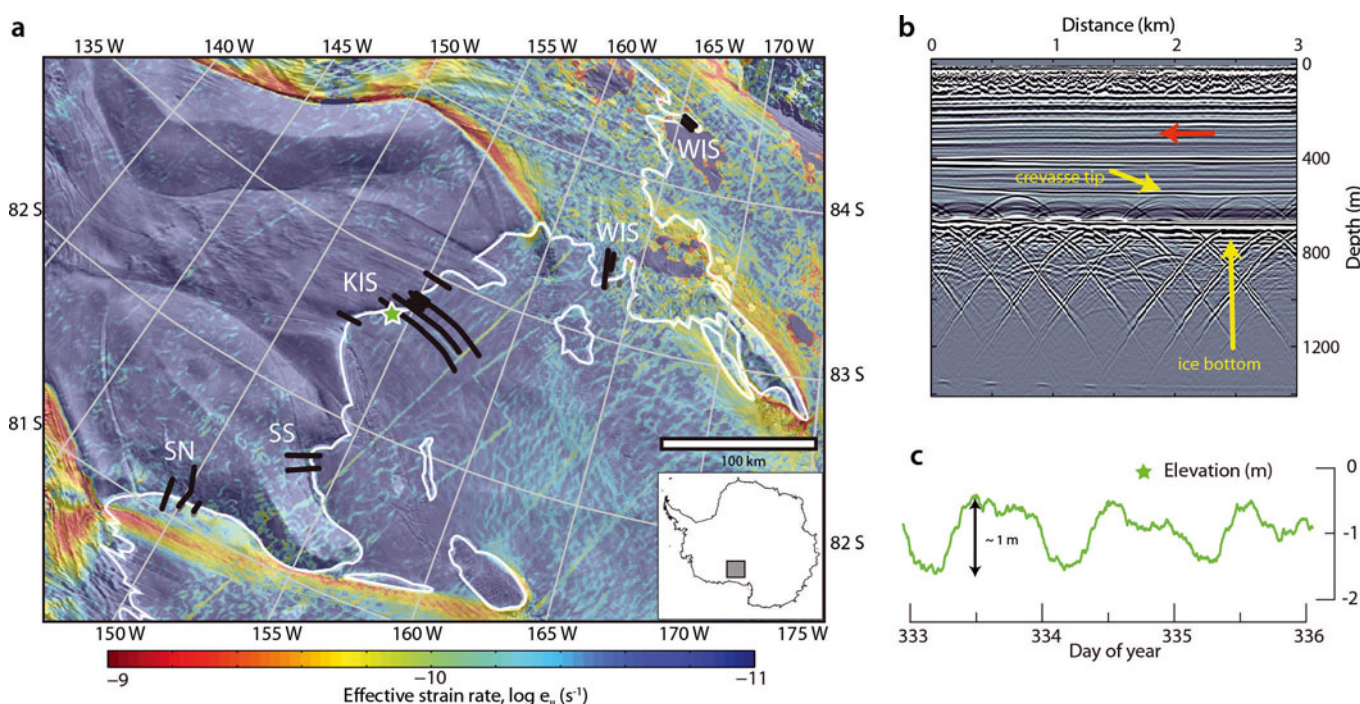 a
135 W 140 W 145 W 150 W 155 W 160 W 165 W 170 W
82 S
81 S
84 S
83 S
82 S
WIS
WIS
KIS
SS
SN
100 km
150W 155 W 160 W 165 W 170 W 175 W
−9 −10 −11
Effective strain rate, log e_ij (s⁻¹)
b
Distance (km)
0 1 2 3
0
400
800
1200
Depth (m)
crevasse tip
ice bottom
c
Elevation (m)
~ 1 m
0
-1
-2
333 334 335 336
Day of year